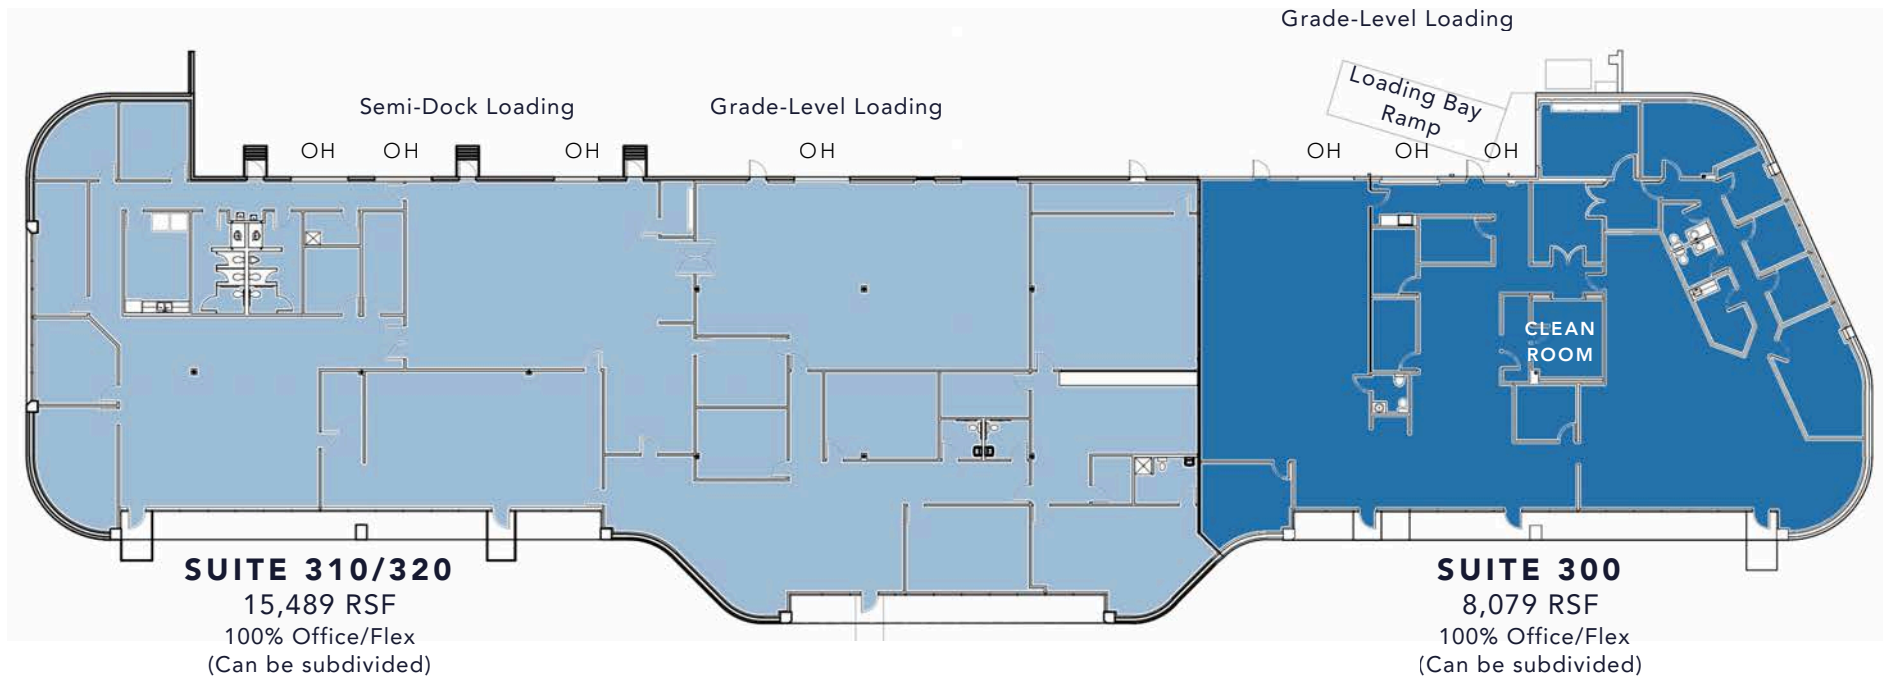 Grade-Level Loading
Loading Bay
Ramp
Semi-Dock Loading
Grade-Level Loading
OH
OH
OH
OH
OH
OH
OH
CLEAN
ROOM
SUITE 310/320
15,489 RSF
100% Office/Flex
(Can be subdivided)
SUITE 300
8,079 RSF
100% Office/Flex
(Can be subdivided)